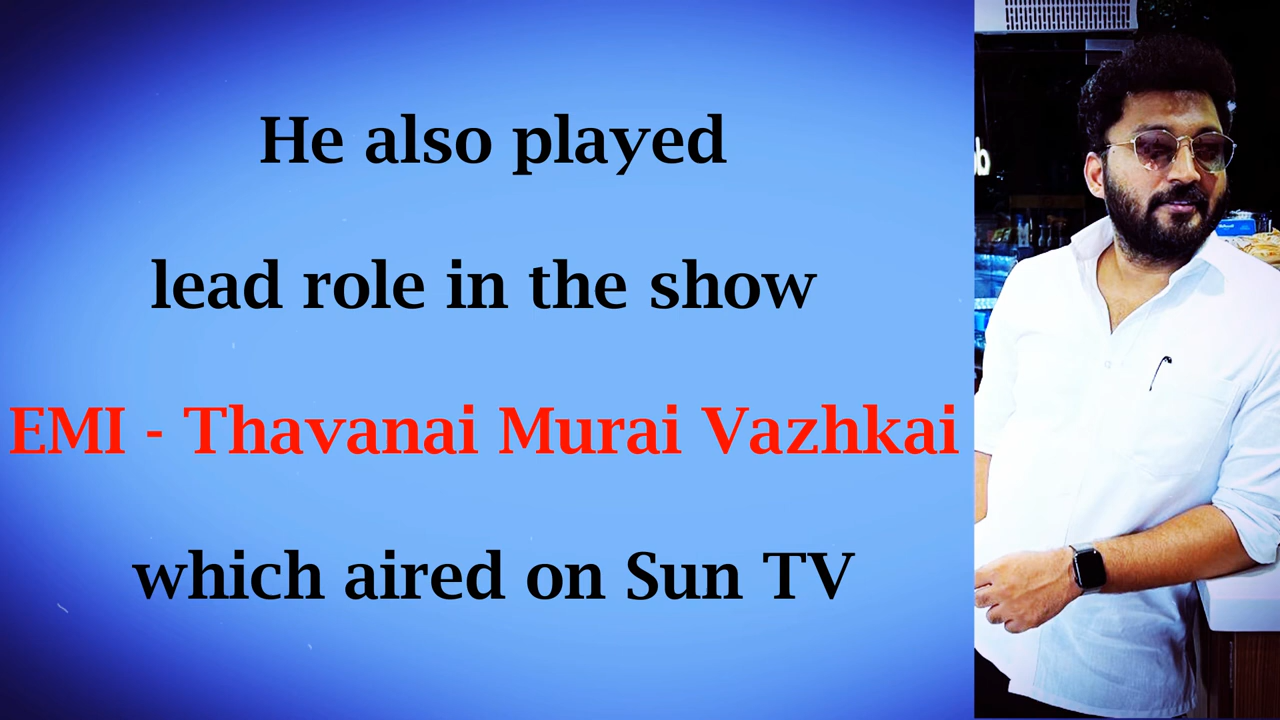 He also played
lead role in the show
EMI - Thavanai Murai Vazhkai
which aired on Sun TV